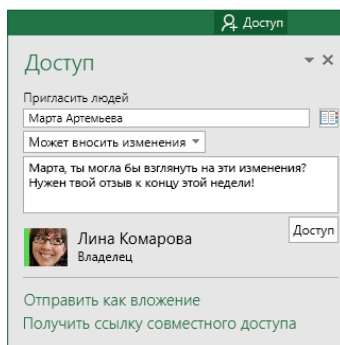 Доступ
Доступ
Пригласить людей
Марта Артемьева
Может вносить изменения
Марта, ты могла бы взглянуть на эти изменения?
Нужен твой отзыв к концу этой недели!
Доступ
Лина Комарова
Владелец
Отправить как вложение
Получить ссылку совместного доступа